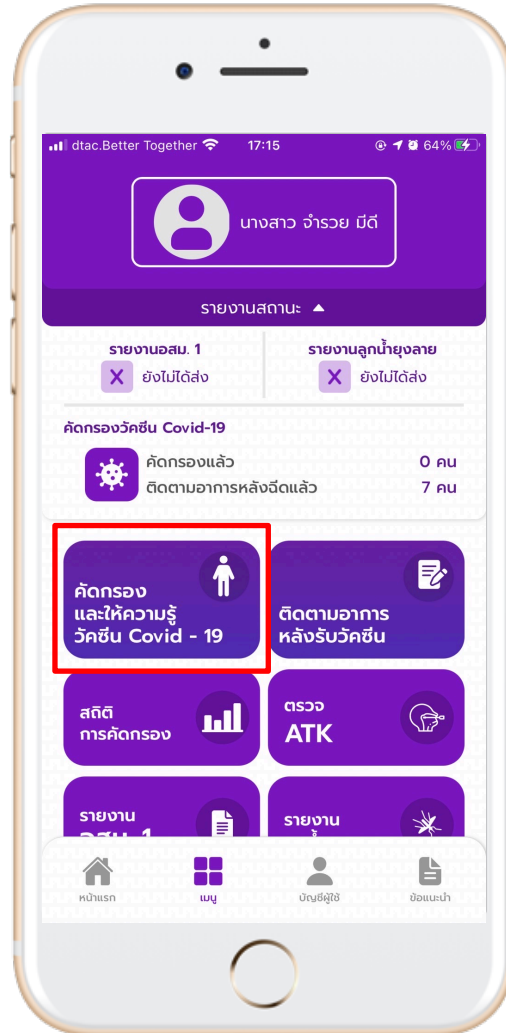 dtac.Better Together 17:15 64%
นางสาว จำรวย มีดี
รายงานสถานะ
รายงานอสม. 1
X ยังไม่ได้ส่ง
รายงานลูกน้ำยุงลาย
X ยังไม่ได้ส่ง
คัดกรองวัคซีน Covid-19
คัดกรองแล้ว 0 คน
ติดตามอาการหลังฉีดแล้ว 7 คน
คัดกรอง
และให้ความรู้
วัคซีน Covid - 19
ติดตามอาการ
หลังรับวัคซีน
สถิติ
การคัดกรอง
ตรวจ
ATK
รายงาน
อสม. 1
รายงาน
หน้าแรก
เมนู
บัญชีผู้ใช้
ข้อแนะนำ